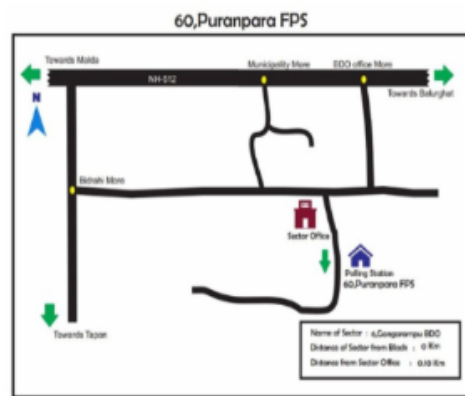 60,Puranpara FPS
Towards Malda
Municipality More
BDO office More
NH-512
Towards Balurghat
N
Bidrohi More
Sector Office
Polling Station
60,Puranpara FPS
Towards Tapan
Name of Sector : 6,Gangarampu BDO
Distance of Sector from Block : 0 Km
Distance from Sector Office : 0.10 Km